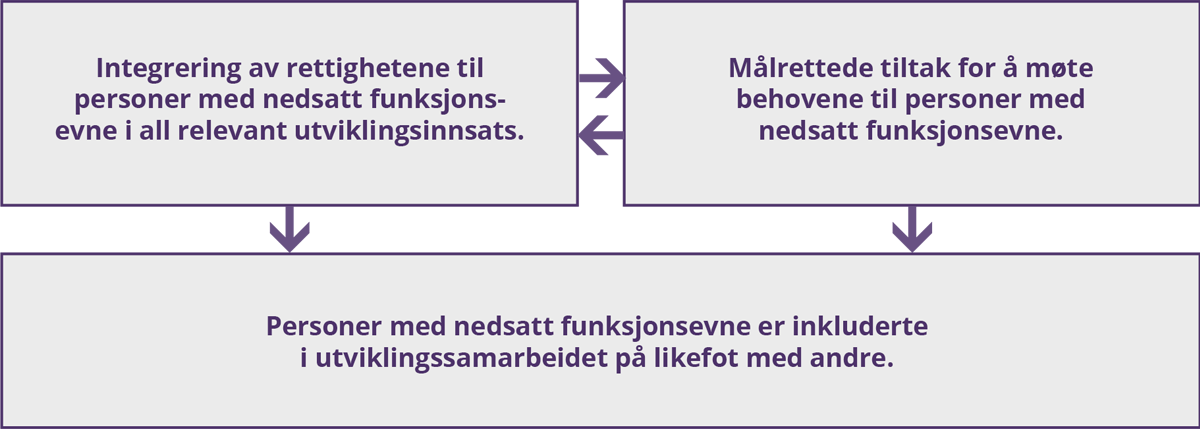 Integrering av rettighetene til
personer med nedsatt funksjons-
evne i all relevant utviklingsinnsats.
Målrettede tiltak for å møte
behovene til personer med
nedsatt funksjonsevne.
Personer med nedsatt funksjonsevne er inkluderte
i utviklingssamarbeidet på likefot med andre.